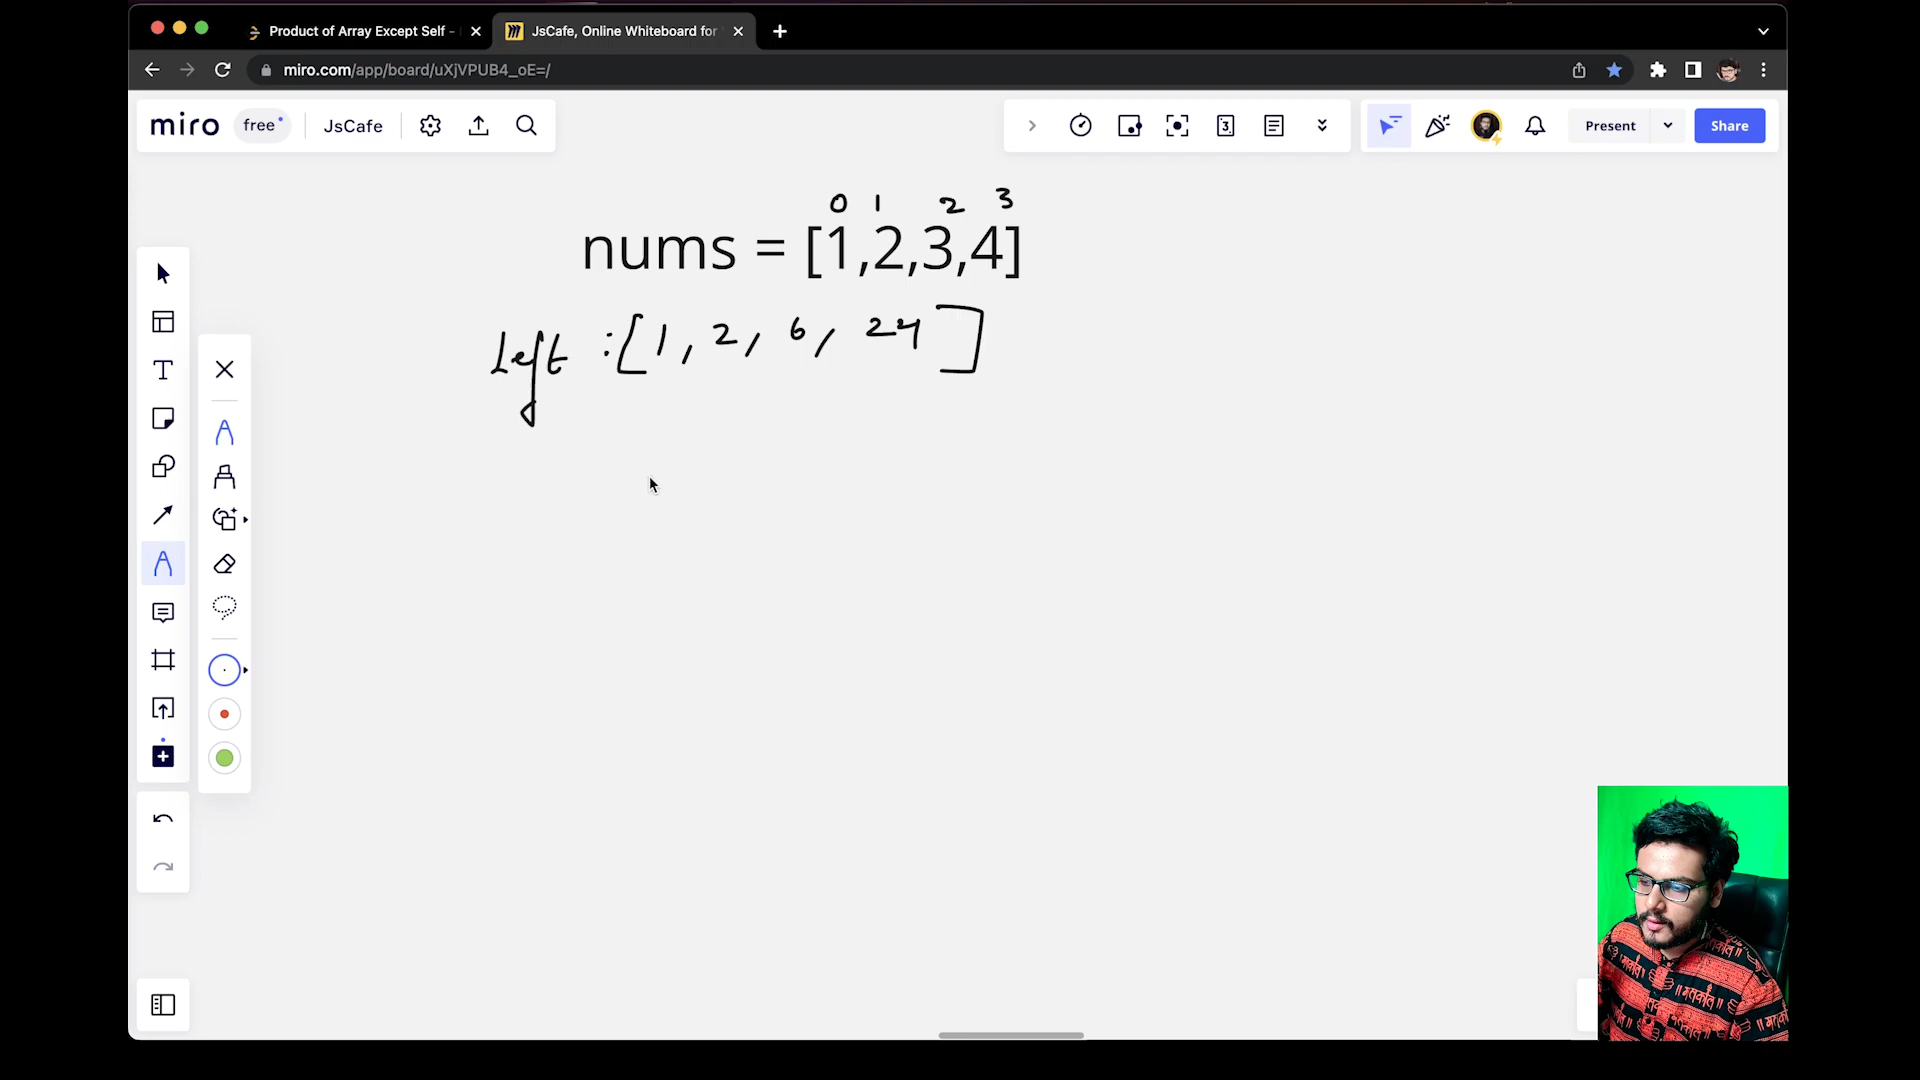 Product of Array Except Self -
JsCafe, Online Whiteboard for
miro.com/app/board/uXjVPUB4_oE=/
miro free JsCafe
3
Present
Share
0 1 2 3
nums = [1,2,3,4]
Left :[1, 2, 6, 24]
T